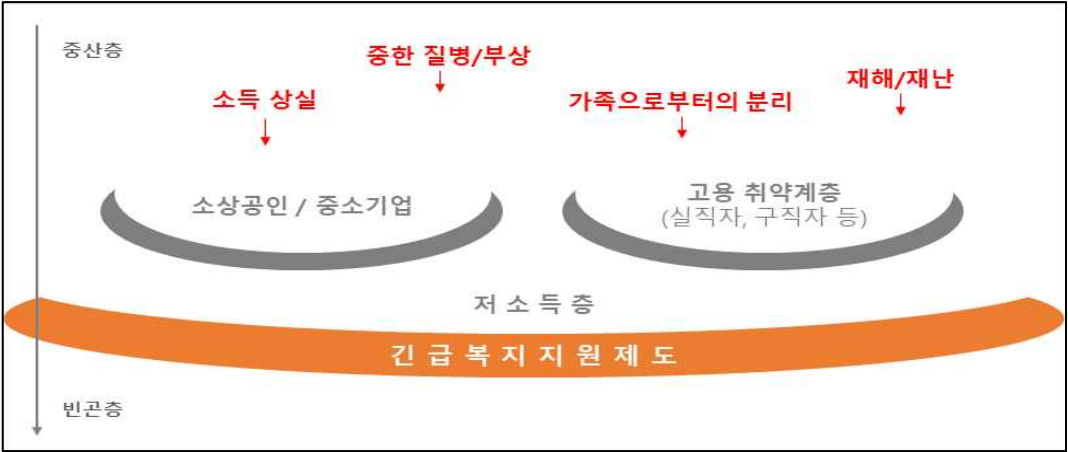 중산층
중한 질병/부상
재해/재난
소득 상실
가족으로부터의 분리
소상공인 / 중소기업
고용 취약계층
(실직자, 구직자 등)
저 소 득 층
긴 급 복 지 지 원 제 도
빈곤층